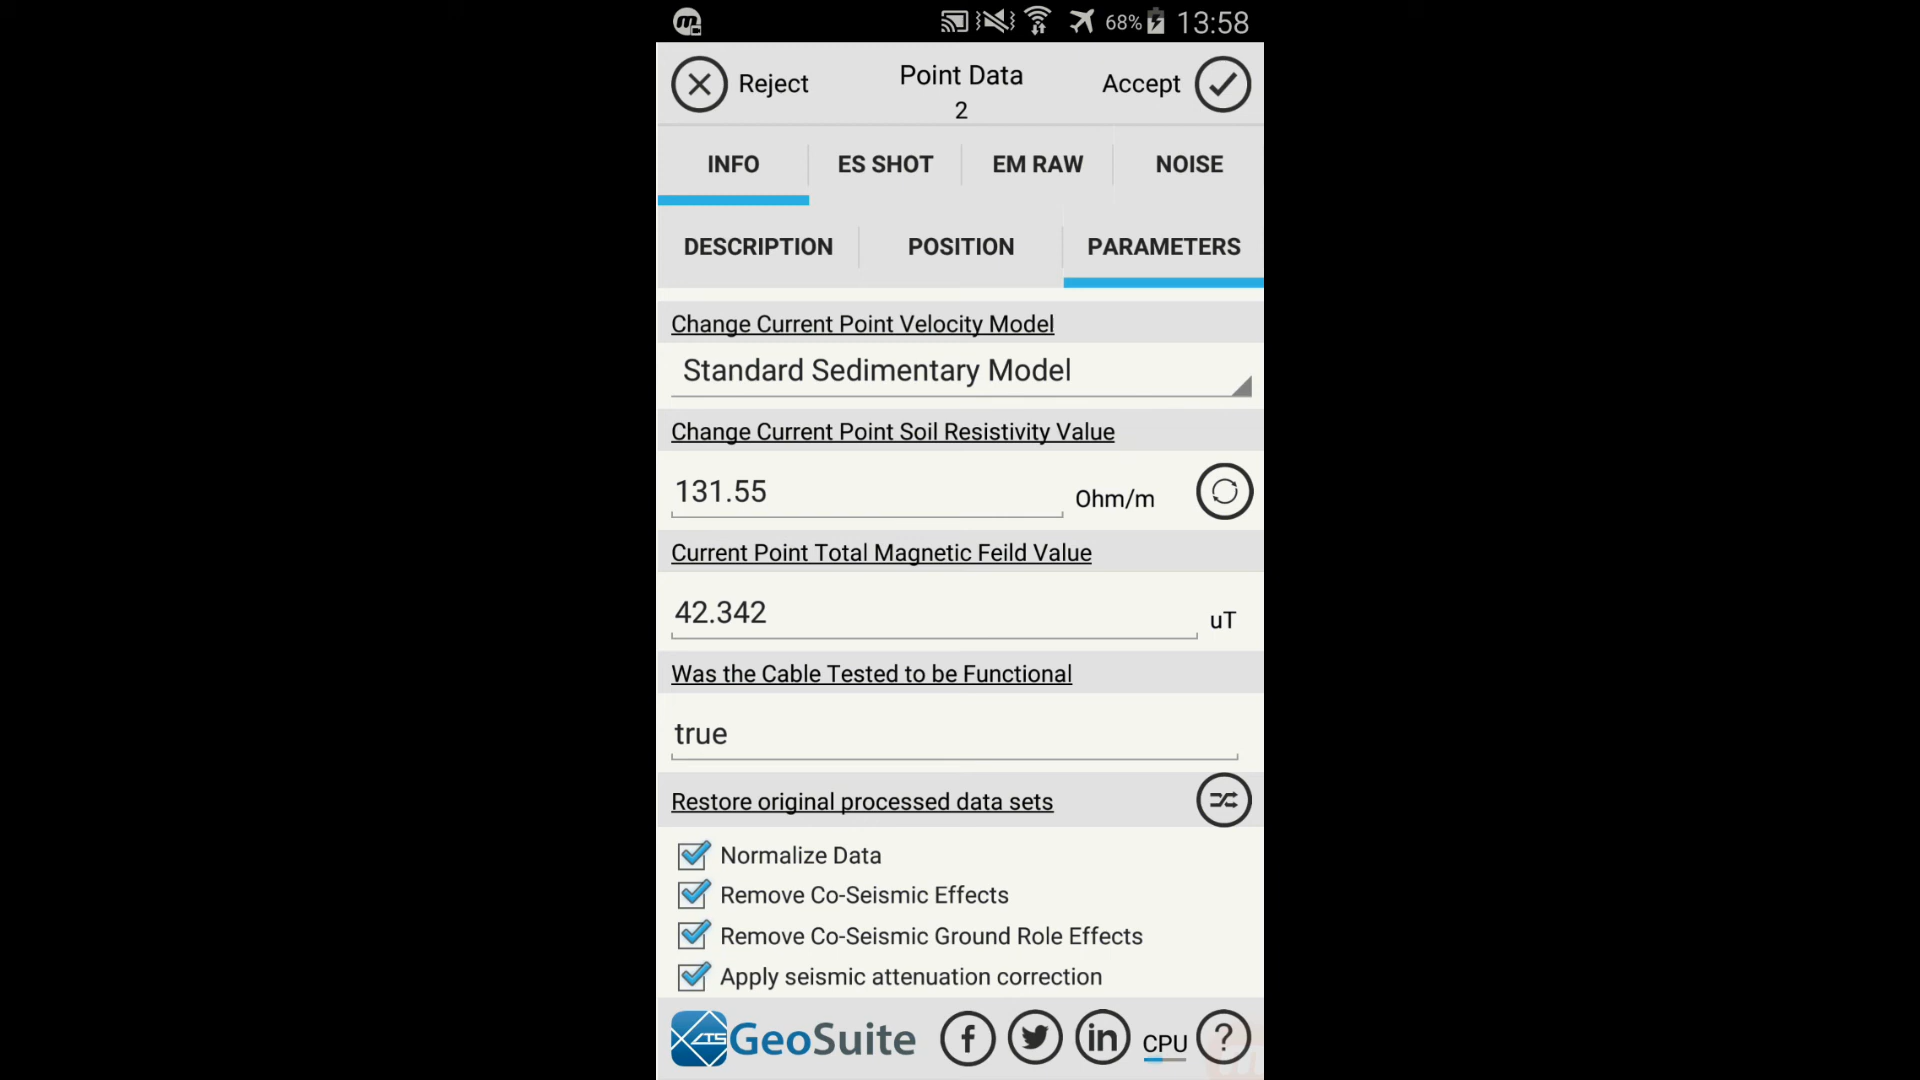 68% 13:58
Reject Point Data Accept
2
INFO ES SHOT EM RAW NOISE
DESCRIPTION POSITION PARAMETERS
Change Current Point Velocity Model
Standard Sedimentary Model
Change Current Point Soil Resistivity Value
131.55 Ohm/m
Current Point Total Magnetic Feild Value
42.342 uT
Was the Cable Tested to be Functional
true
Restore original processed data sets
Normalize Data
Remove Co-Seismic Effects
Remove Co-Seismic Ground Role Effects
Apply seismic attenuation correction
ATS GeoSuite f in CPU ?